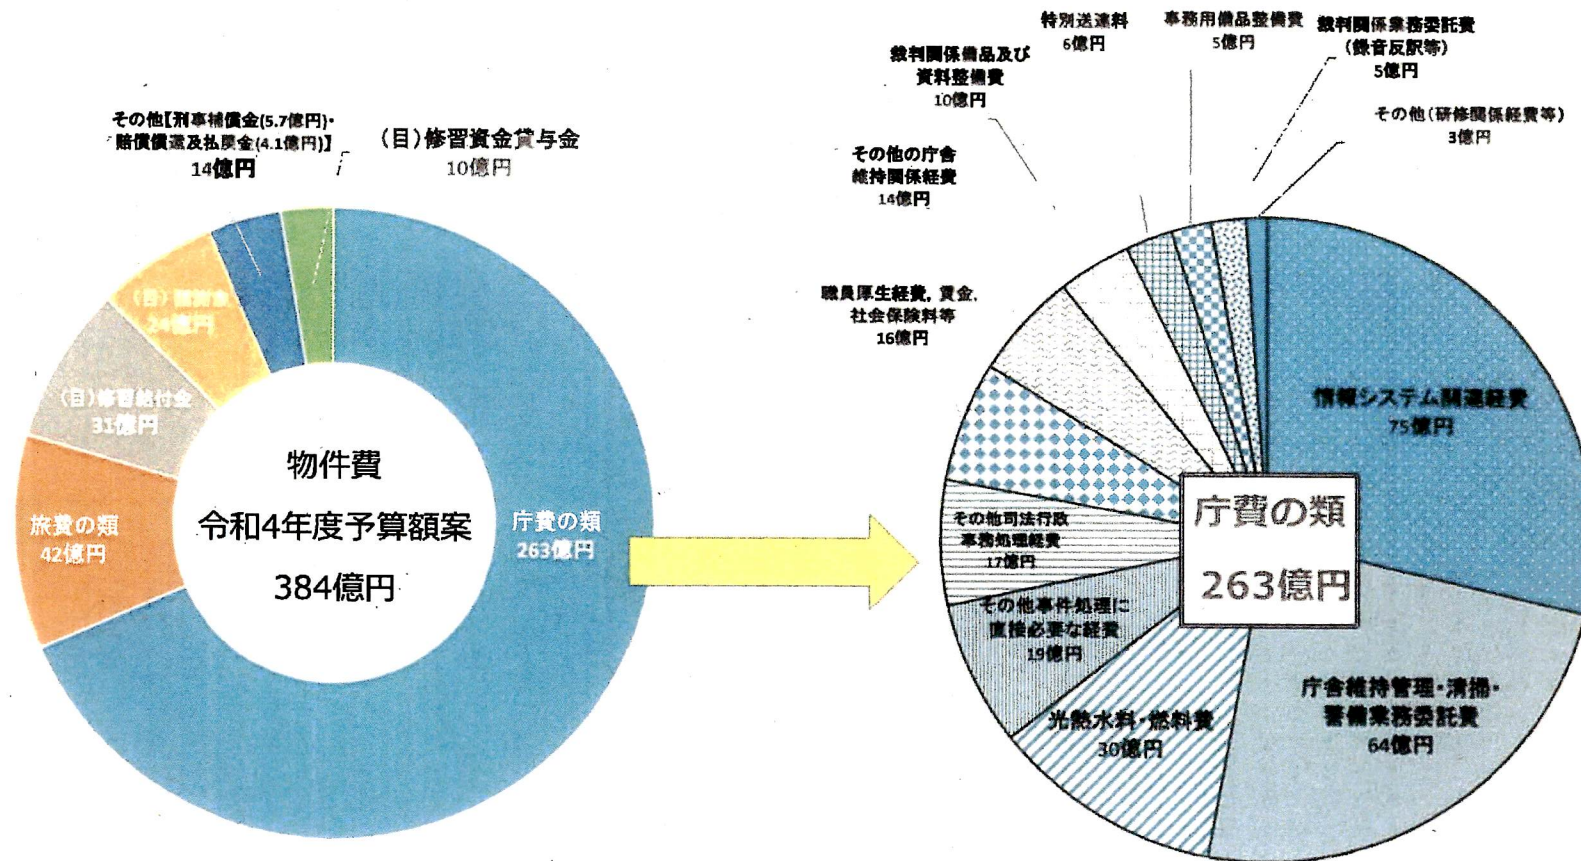 その他【刑事補償金(5.7億円)・
賠償償還及払戻金(4.1億円)】
14億円
(目)修習資金貸与金
10億円
(目)
24億円
(目)修習給付金
31億円
旅費の類
42億円
物件費
令和4年度予算額案
384億円
庁費の類
263億円
特別送達料
6億円
事務用備品整備費
5億円
裁判関係業務委託費
(録音反訳等)
5億円
裁判関係備品及び
資料整備費
10億円
その他(研修関係経費等)
3億円
その他の庁舎
維持関係経費
14億円
職員厚生経費,賃金,
社会保険料等
16億円
その他司法行政
事務処理経費
17億円
その他事件処理に
直接必要な経費
19億円
光熱水料・燃料費
30億円
庁舎維持管理・清掃・
警備業務委託費
64億円
情報システム関連経費
75億円
庁費の類
263億円